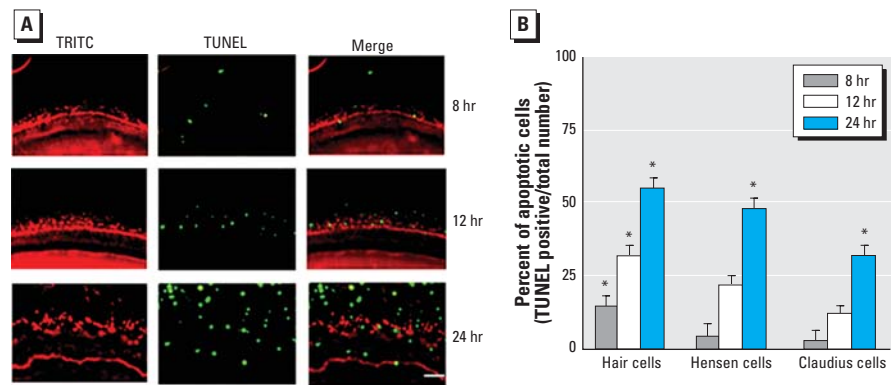 A
TRITC
TUNEL
Merge
8 hr
12 hr
24 hr
B
Percent of apoptotic cells
(TUNEL positive/total number)
100
75
50
25
0
8 hr
12 hr
24 hr
*
*
*
*
*
Hair cells
Hensen cells
Claudius cells